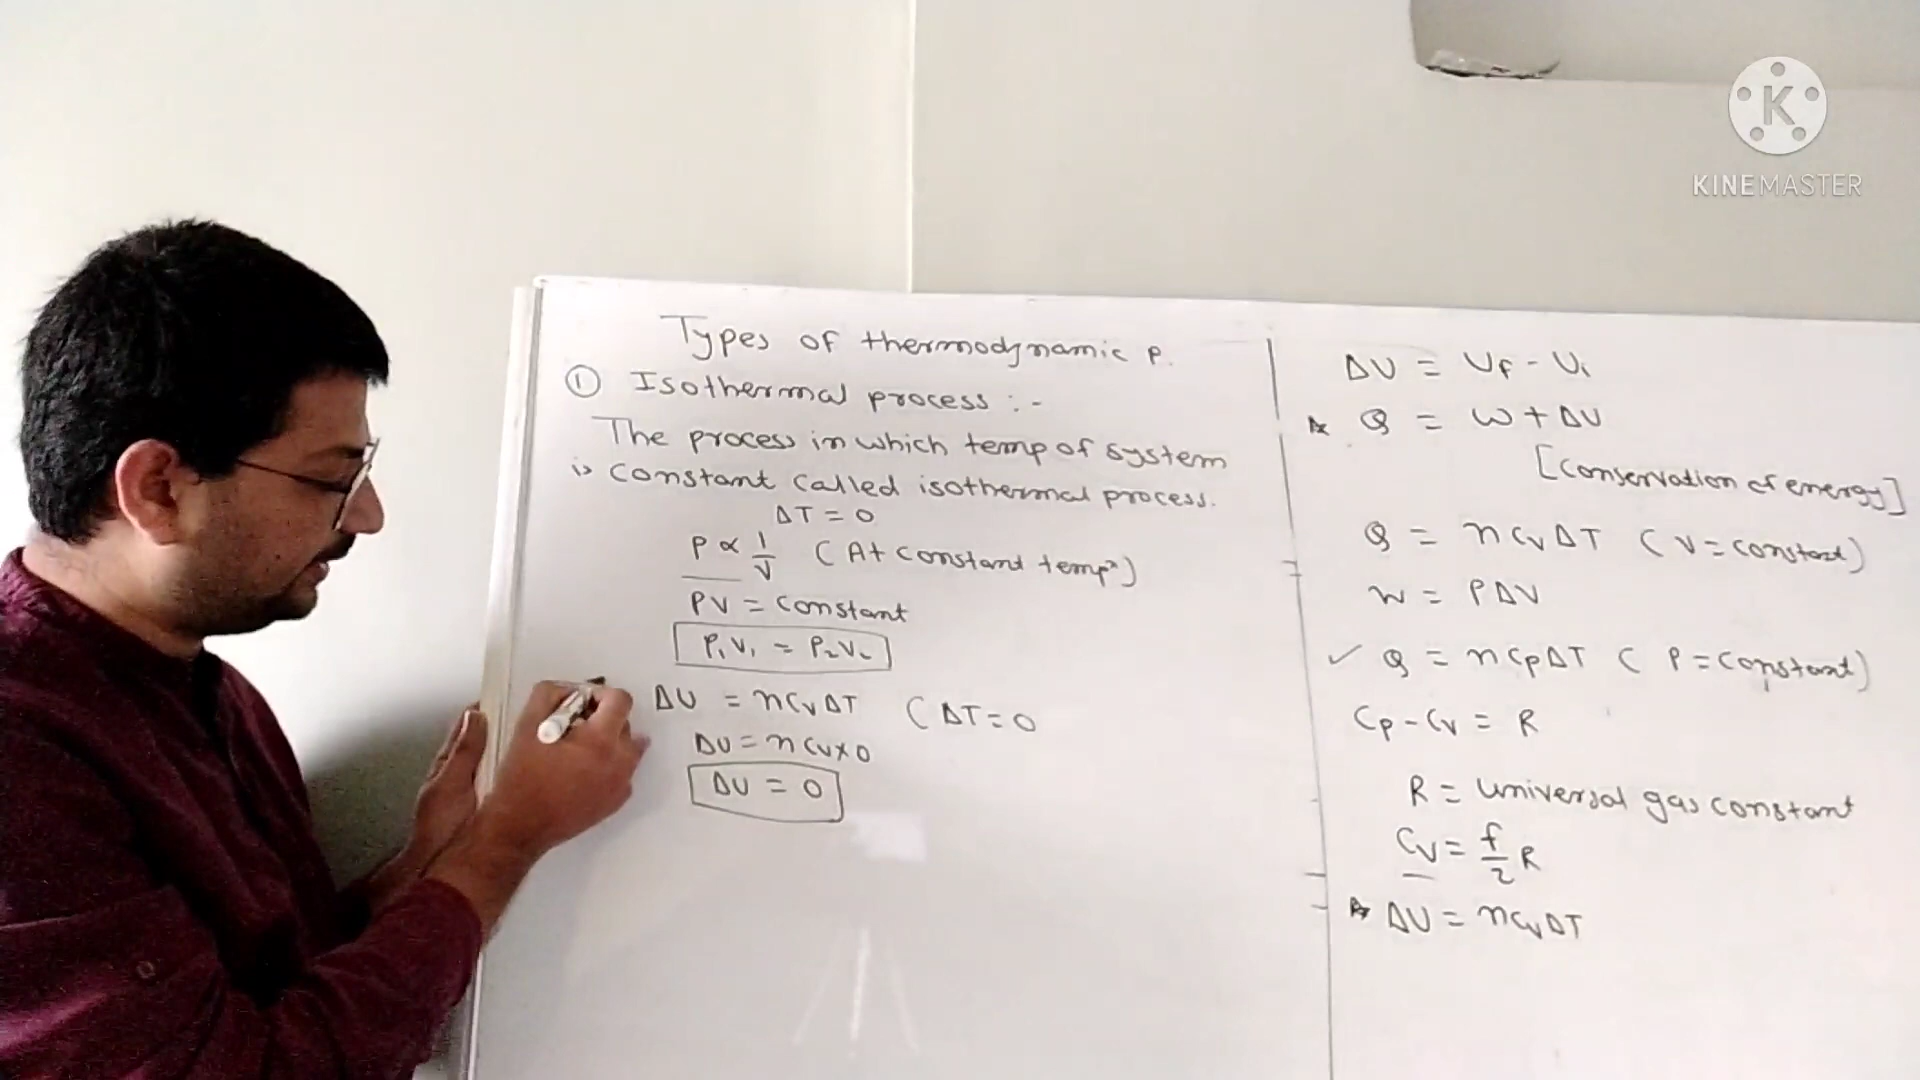 Types of thermodynamic P.
① Isothermal process :-
The process in which temp of system
is constant called isothermal process.
ΔT = 0
P ∝ 1/V (At constant tempr)
PV = constant
P₁V₁ = P₂V₂
ΔU = nCvΔT (ΔT=0
ΔU = nCv×0
ΔU = 0
ΔU = Uf - Ui
Q = W + ΔU
[Conservation of energy]
Q = nCvΔT (V=constant)
W = PΔV
✓ Q = nCpΔT ( P=constant)
Cp-Cv = R
R = universal gas constant
Cv = f/2 R
ΔU = nCvΔT
K
KINEMASTER